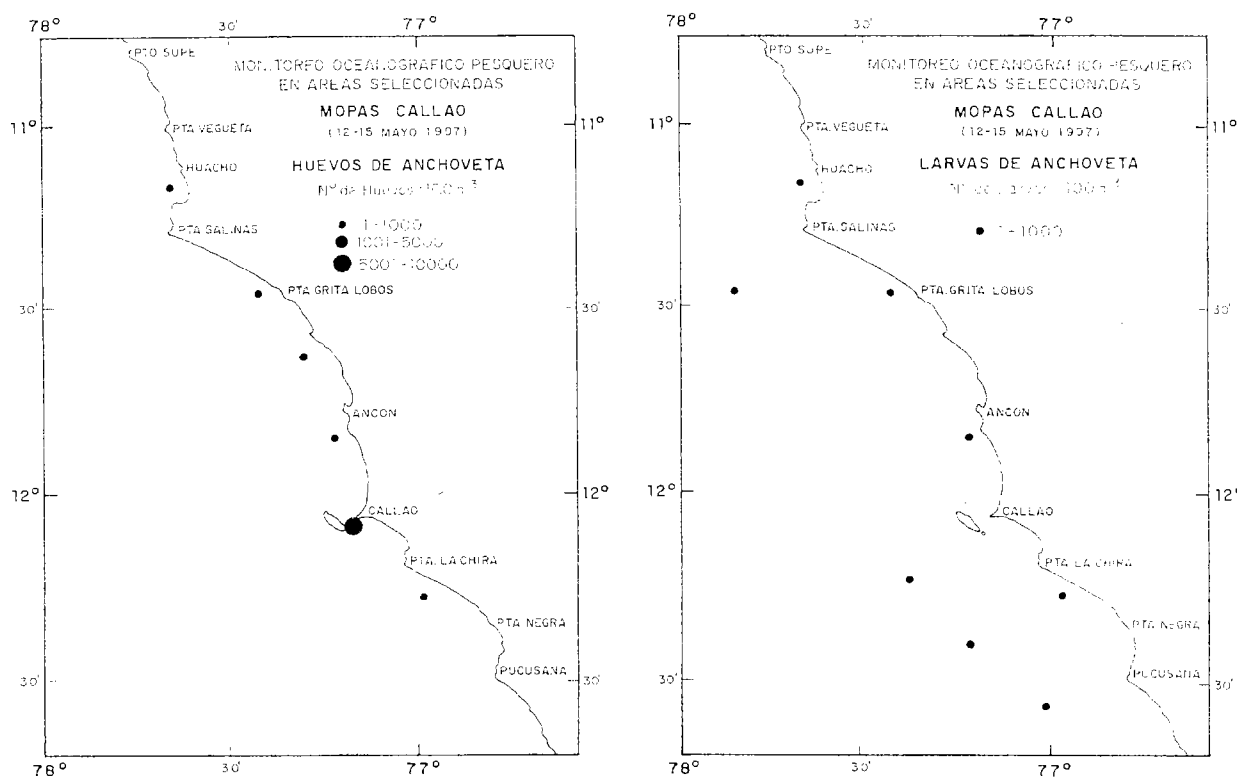 78°
30'
77°
PTO SUPE
MONITOREO OCEANOGRAFICO PESQUERO
EN AREAS SELECCIONADAS
MOPAS CALLAO
(12-15 MAYO 1997)
11°
11°
PTA. VEGUETA
HUACHO
HUEVOS DE ANCHOVETA
Nº de Huevos
1-1000
1001-5000
5001-10000
PTA. SALINAS
PTA. GRITA LOBOS
30'
30'
ANCON
12°
12°
CALLAO
PTA. LA CHIRA
PTA. NEGRA
PUCUSANA
30'
30'
78°
30'
77°
78°
30'
77°
PTO SUPE
MONITOREO OCEANOGRAFICO PESQUERO
EN AREAS SELECCIONADAS
MOPAS CALLAO
(12-15 MAYO 1997)
11°
11°
PTA. VEGUETA
HUACHO
LARVAS DE ANCHOVETA
1-1000
PTA. SALINAS
PTA. GRITA LOBOS
30'
30'
ANCON
12°
12'
CALLAO
PTA. LA CHIRA
PTA. NEGRA
PUCUSANA
30'
30'
78°
30'
77°